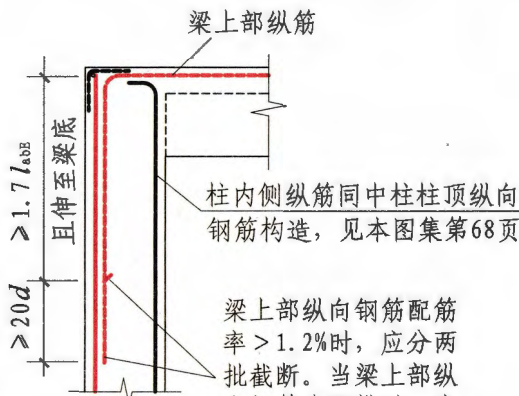 梁上部纵筋
≥1.7labE
且伸至梁底
≥20d
柱内侧纵筋同中柱柱顶纵向
钢筋构造，见本图集第68页
梁上部纵向钢筋配筋
率＞1.2%时，应分两
批截断。当梁上部纵